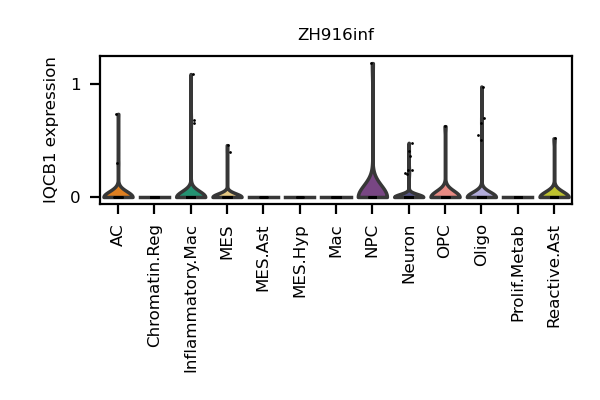 ZH916inf
IQCB1 expression
1
0
AC
Chromatin.Reg
Inflammatory.Mac
MES
MES.Ast
MES.Hyp
Mac
NPC
Neuron
OPC
Oligo
Prolif.Metab
Reactive.Ast